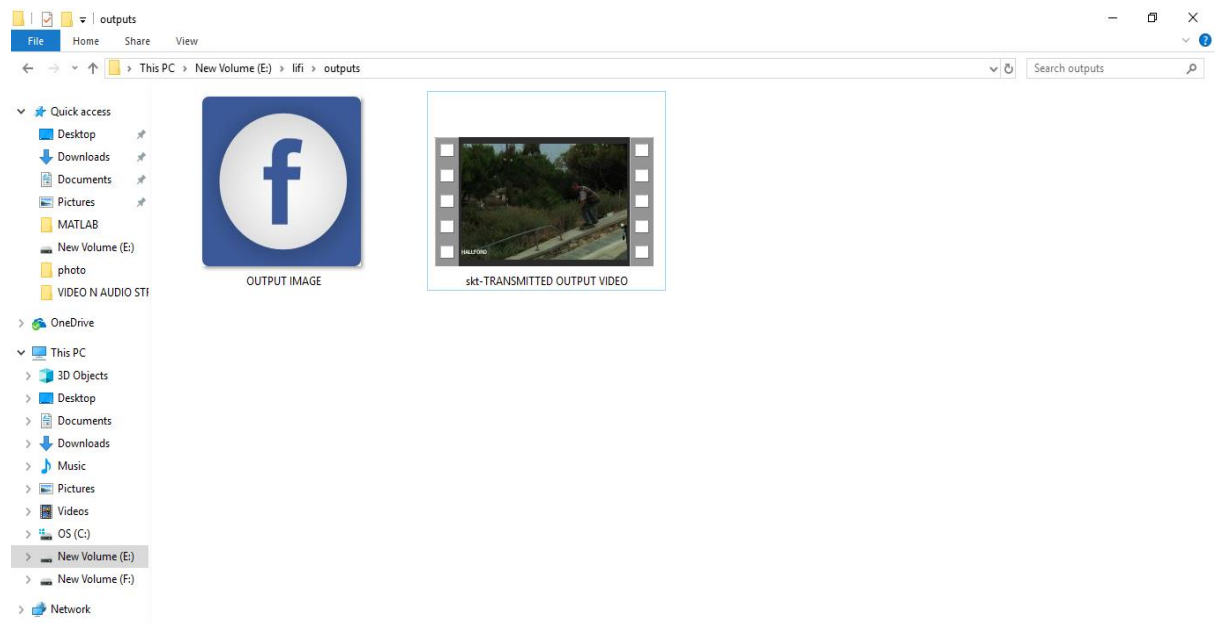 outputs
File Home Share View
This PC New Volume (E:) lifi outputs
Search outputs
Quick access
Desktop
Downloads
Documents
Pictures
MATLAB
New Volume (E:)
photo
VIDEO N AUDIO STR
OneDrive
This PC
3D Objects
Desktop
Documents
Downloads
Music
Pictures
Videos
OS (C:)
New Volume (E:)
New Volume (F:)
Network
f
OUTPUT IMAGE
HALLFORD
skt-TRANSMITTED OUTPUT VIDEO